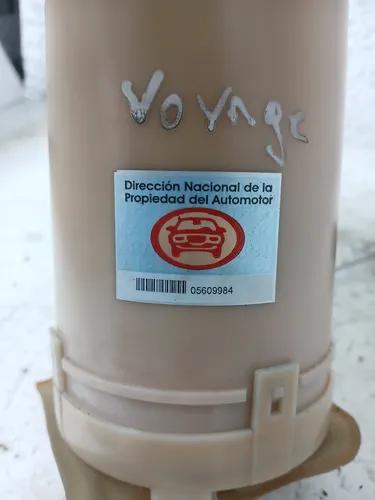 Voyage
Dirección Nacional de la
Propiedad del Automotor
05609984